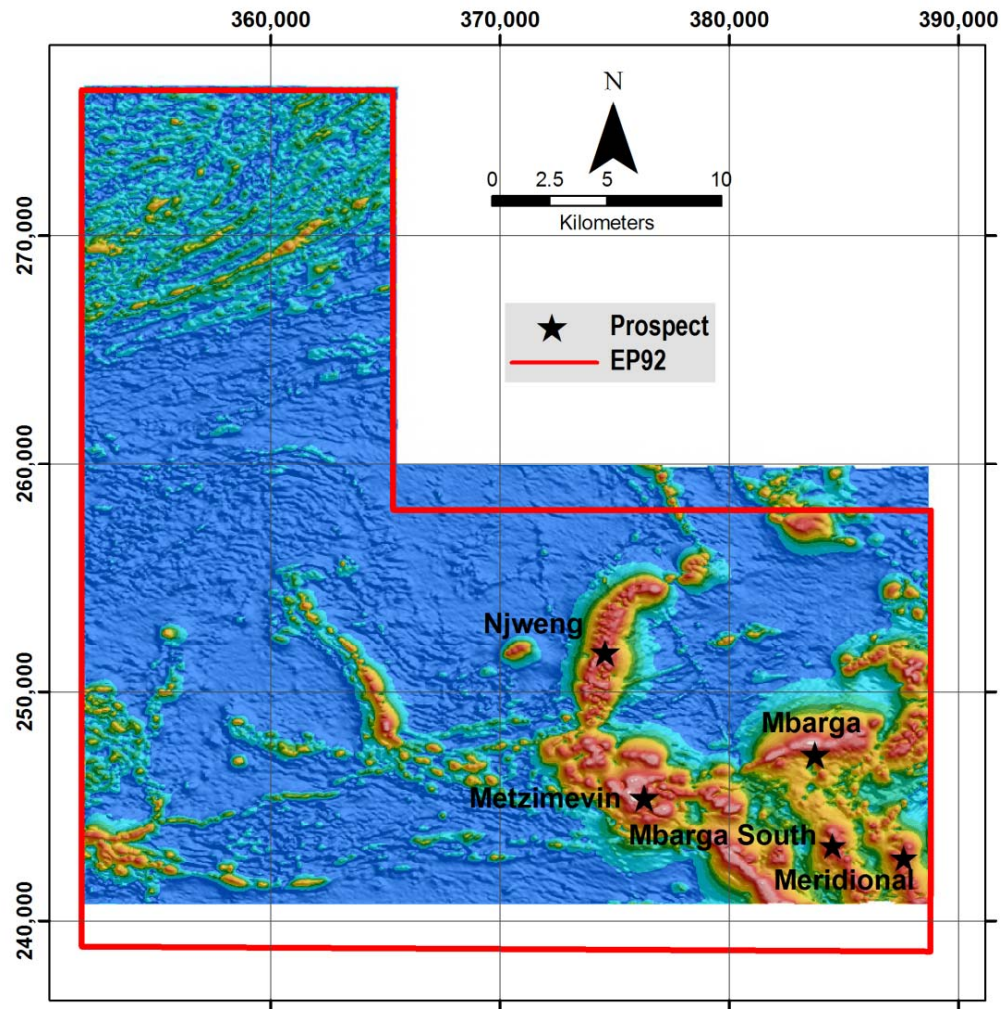 360,000
370,000
380,000
390,000
N
0 2.5 5 10
Kilometers
270,000
Prospect
EP92
260,000
Njweng
250,000
Mbarga
Metzimevin
Mbarga South
Meridional
240,000